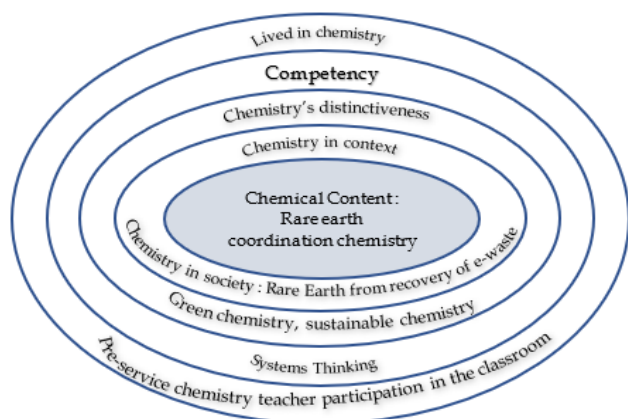 Lived in chemistry
Competency
Chemistry's distinctiveness
Chemistry in context
Chemical Content :
Rare earth
coordination chemistry
Chemistry in society : Rare Earth from recovery of e-waste
Green chemistry, sustainable chemistry
Systems Thinking
Pre-service chemistry teacher participation in the classroom